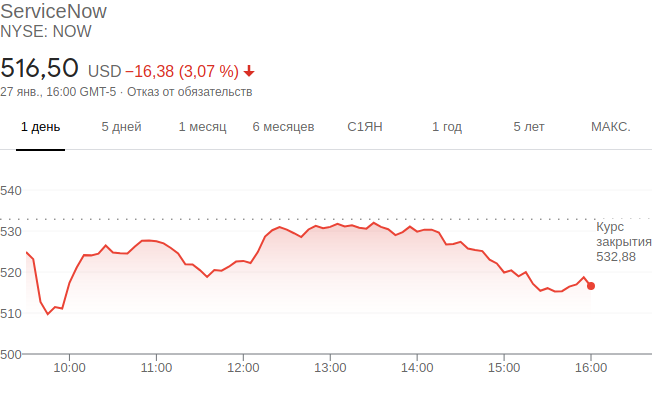 ServiceNow
NYSE: NOW
516,50 USD −16,38 (3,07 %)
27 янв., 16:00 GMT-5 · Отказ от обязательств
1 день 5 дней 1 месяц 6 месяцев С1ЯН 1 год 5 лет МАКС.
540
530
Курс
закрытия
532,88
520
510
500
10:00 11:00 12:00 13:00 14:00 15:00 16:00